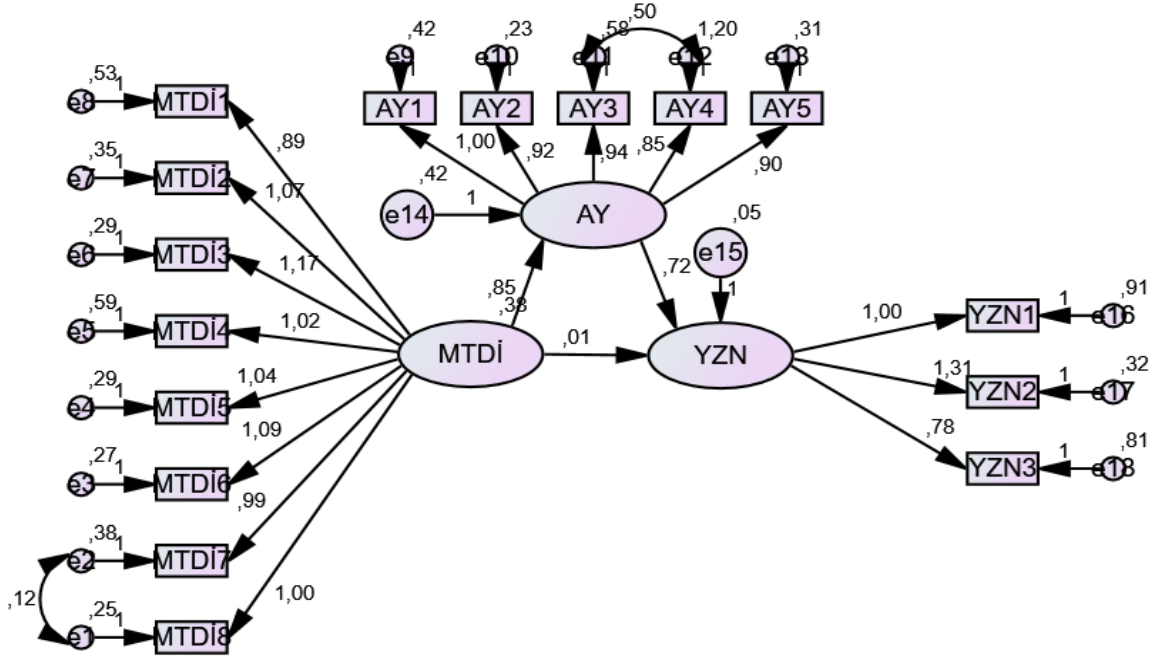 ,50
,42 ,23 ,58 1,20 ,31
e9 e10 e11 e12 e13
1 1 1 1 1
AY1 AY2 AY3 AY4 AY5
1,00 ,92 ,94 ,85 ,90
,42
e14 1 AY
,05
e15
1
,72
,85
,38
MTDİ ,01 YZN
,53
e8 1 MTDİ1 ,89
,35
e7 1 MTDİ2 1,07
,29
e6 1 MTDİ3 1,17
,59
e5 1 MTDİ4 1,02
,29
e4 1 MTDİ5 1,04
,27
e3 1 MTDİ6 1,09
,38
e2 1 MTDİ7 ,99
,12
,25
e1 1 MTDİ8 1,00
1,00 YZN1 1 ,91
e16
1,31 YZN2 1 ,32
e17
,78 YZN3 1 ,81
e18